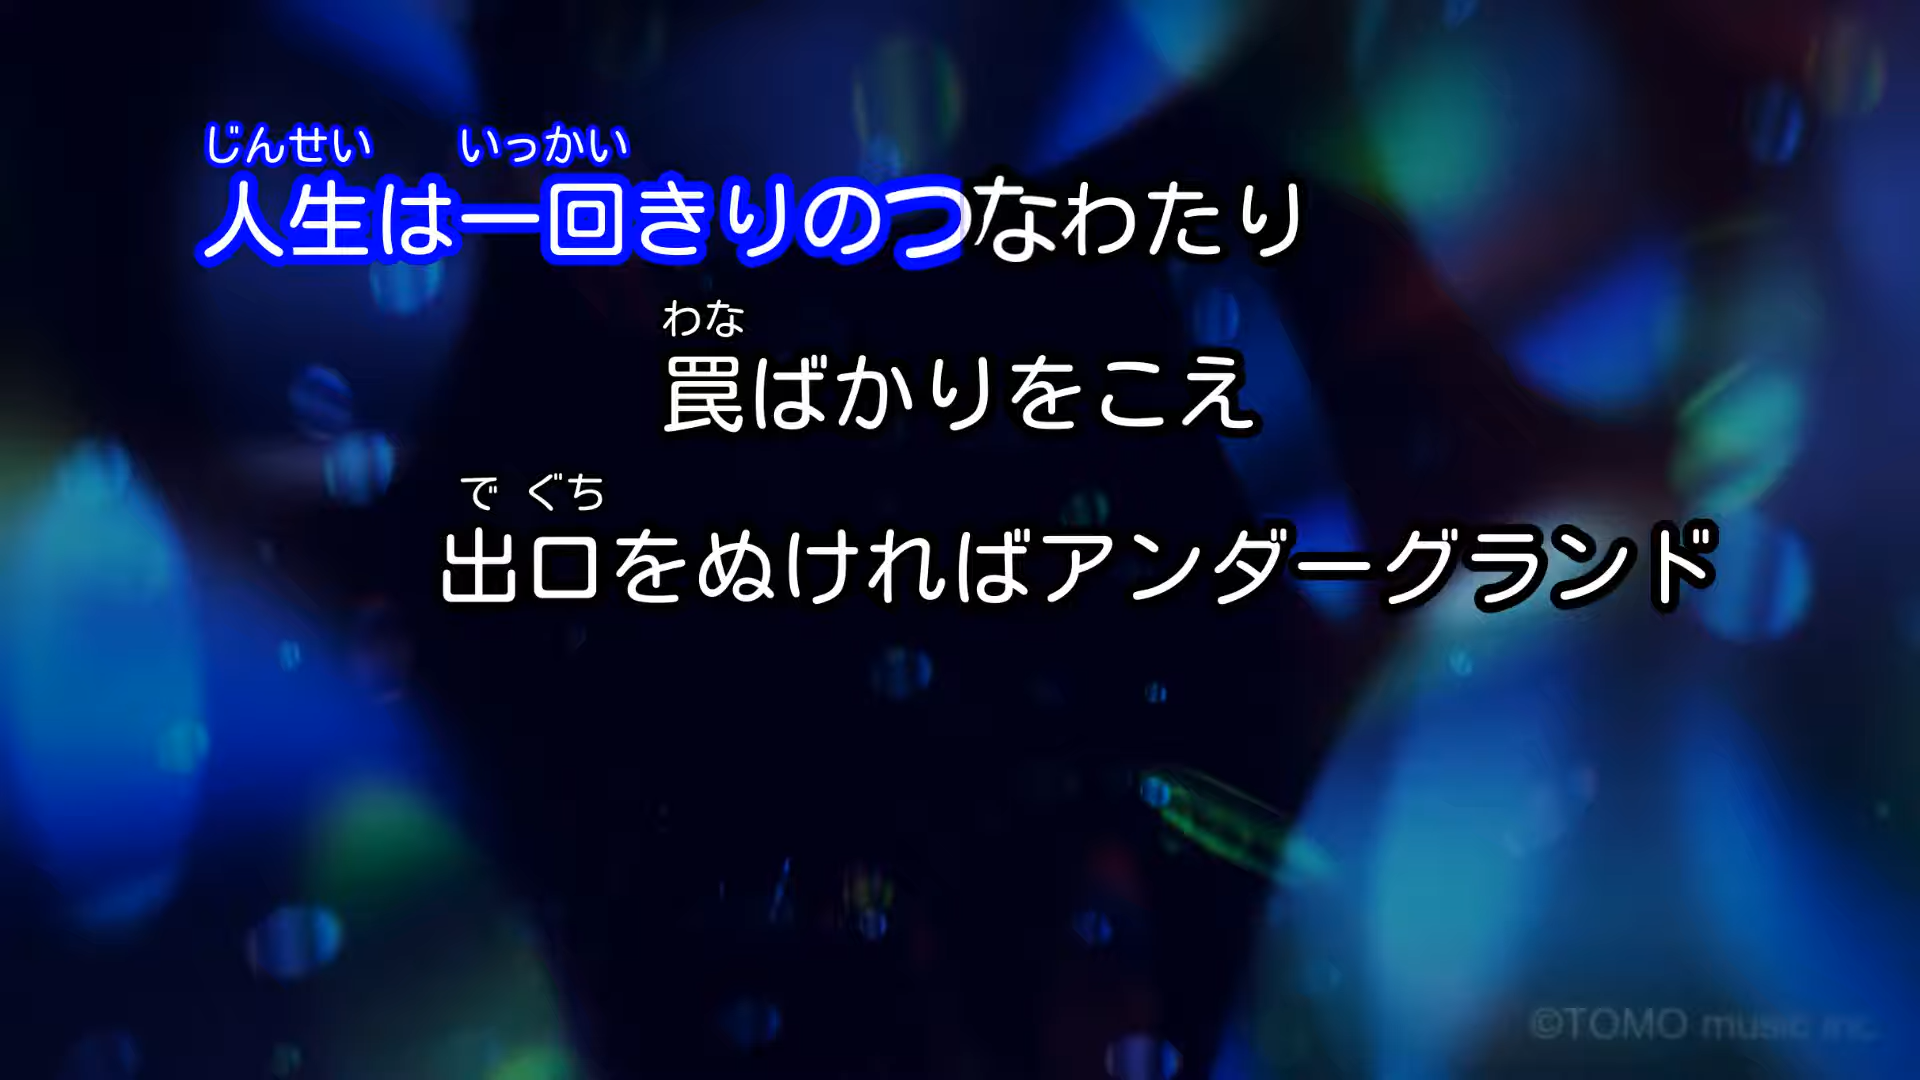 じんせい いっかい
人生は一回きりのつなわたり
わな
罠ばかりをこえ
で ぐち
出口をぬければアンダーグランド
©TOMO music inc.